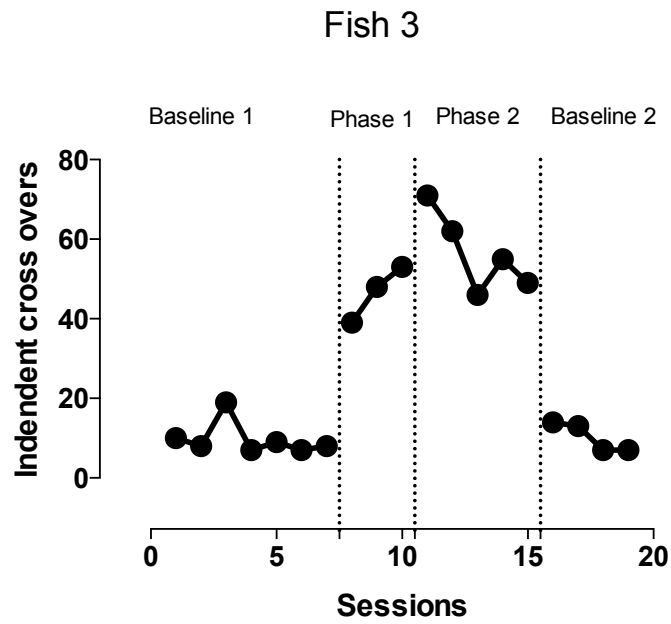 Fish 3
Baseline 1
Phase 1
Phase 2
Baseline 2
Indendent cross overs
80
60
40
20
0
0
5
10
15
20
Sessions